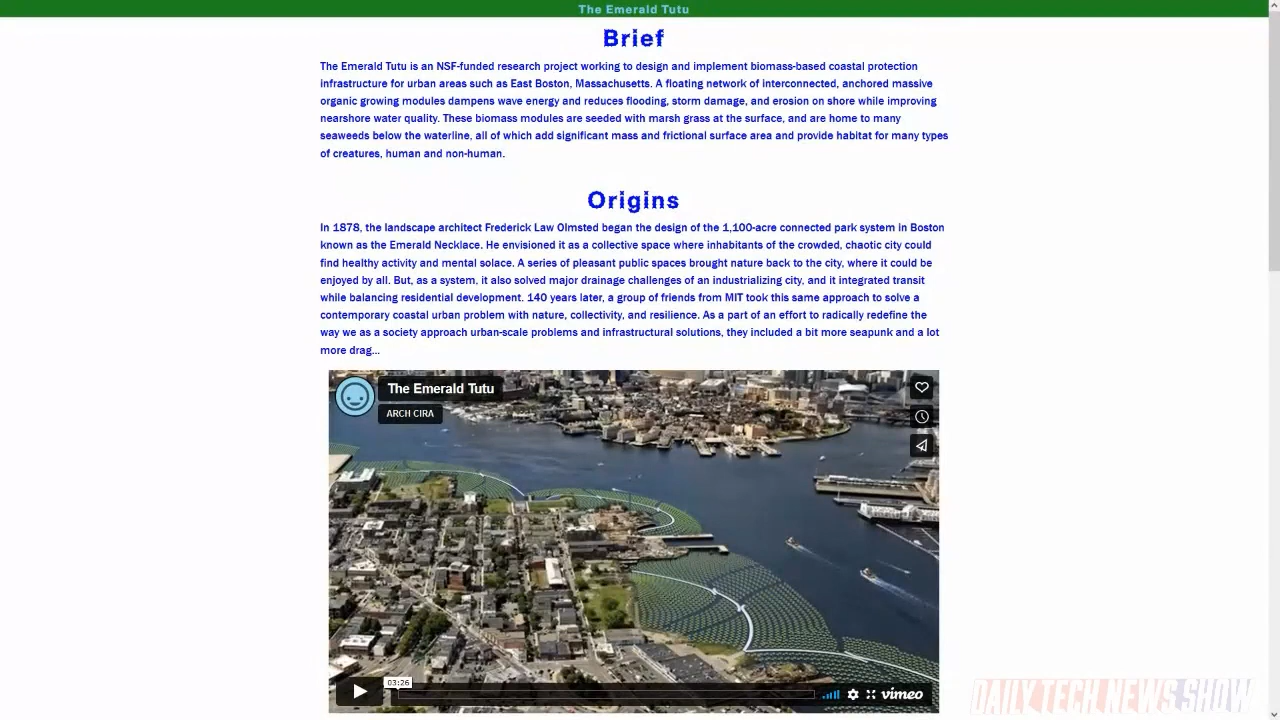 The Emerald Tutu
Brief
The Emerald Tutu is an NSF-funded research project working to design and implement biomass-based coastal protection
infrastructure for urban areas such as East Boston, Massachusetts. A floating network of interconnected, anchored massive
organic growing modules dampens wave energy and reduces flooding, storm damage, and erosion on shore while improving
nearshore water quality. These biomass modules are seeded with marsh grass at the surface, and are home to many
seaweeds below the waterline, all of which add significant mass and frictional surface area and provide habitat for many types
of creatures, human and non-human.
Origins
In 1878, the landscape architect Frederick Law Olmsted began the design of the 1,100-acre connected park system in Boston
known as the Emerald Necklace. He envisioned it as a collective space where inhabitants of the crowded, chaotic city could
find healthy activity and mental solace. A series of pleasant public spaces brought nature back to the city, where it could be
enjoyed by all. But, as a system, it also solved major drainage challenges of an industrializing city, and it integrated transit
while balancing residential development. 140 years later, a group of friends from MIT took this same approach to solve a
contemporary coastal urban problem with nature, collectivity, and resilience. As a part of an effort to radically redefine the
way we as a society approach urban-scale problems and infrastructural solutions, they included a bit more seapunk and a lot
more drag...
The Emerald Tutu
ARCH CIRA
03:26
vimeo
DAILY TECH NEWS SHOW